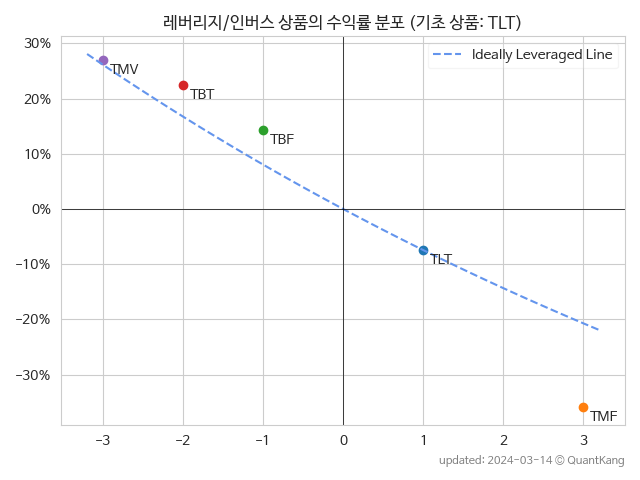 레버리지/인버스 상품의 수익률 분포 (기초 상품: TLT)
30%
20%
10%
0%
−10%
−20%
−30%
Ideally Leveraged Line
TMV
TBT
TBF
TLT
TMF
−3
−2
−1
0
1
2
3
updated: 2024-03-14 © QuantKang